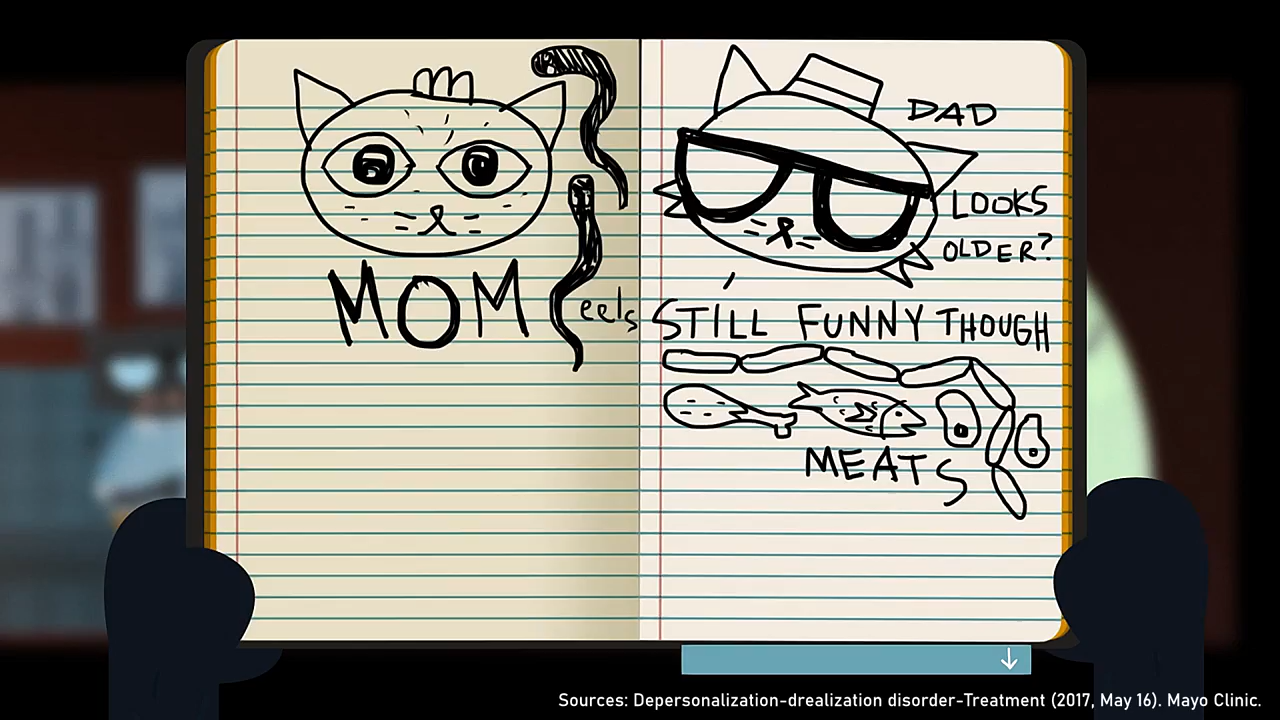 MOM
eels
DAD
LOOKS
OLDER?
STILL FUNNY THOUGH
MEATS
Sources: Depersonalization-drealization disorder-Treatment (2017, May 16). Mayo Clinic.